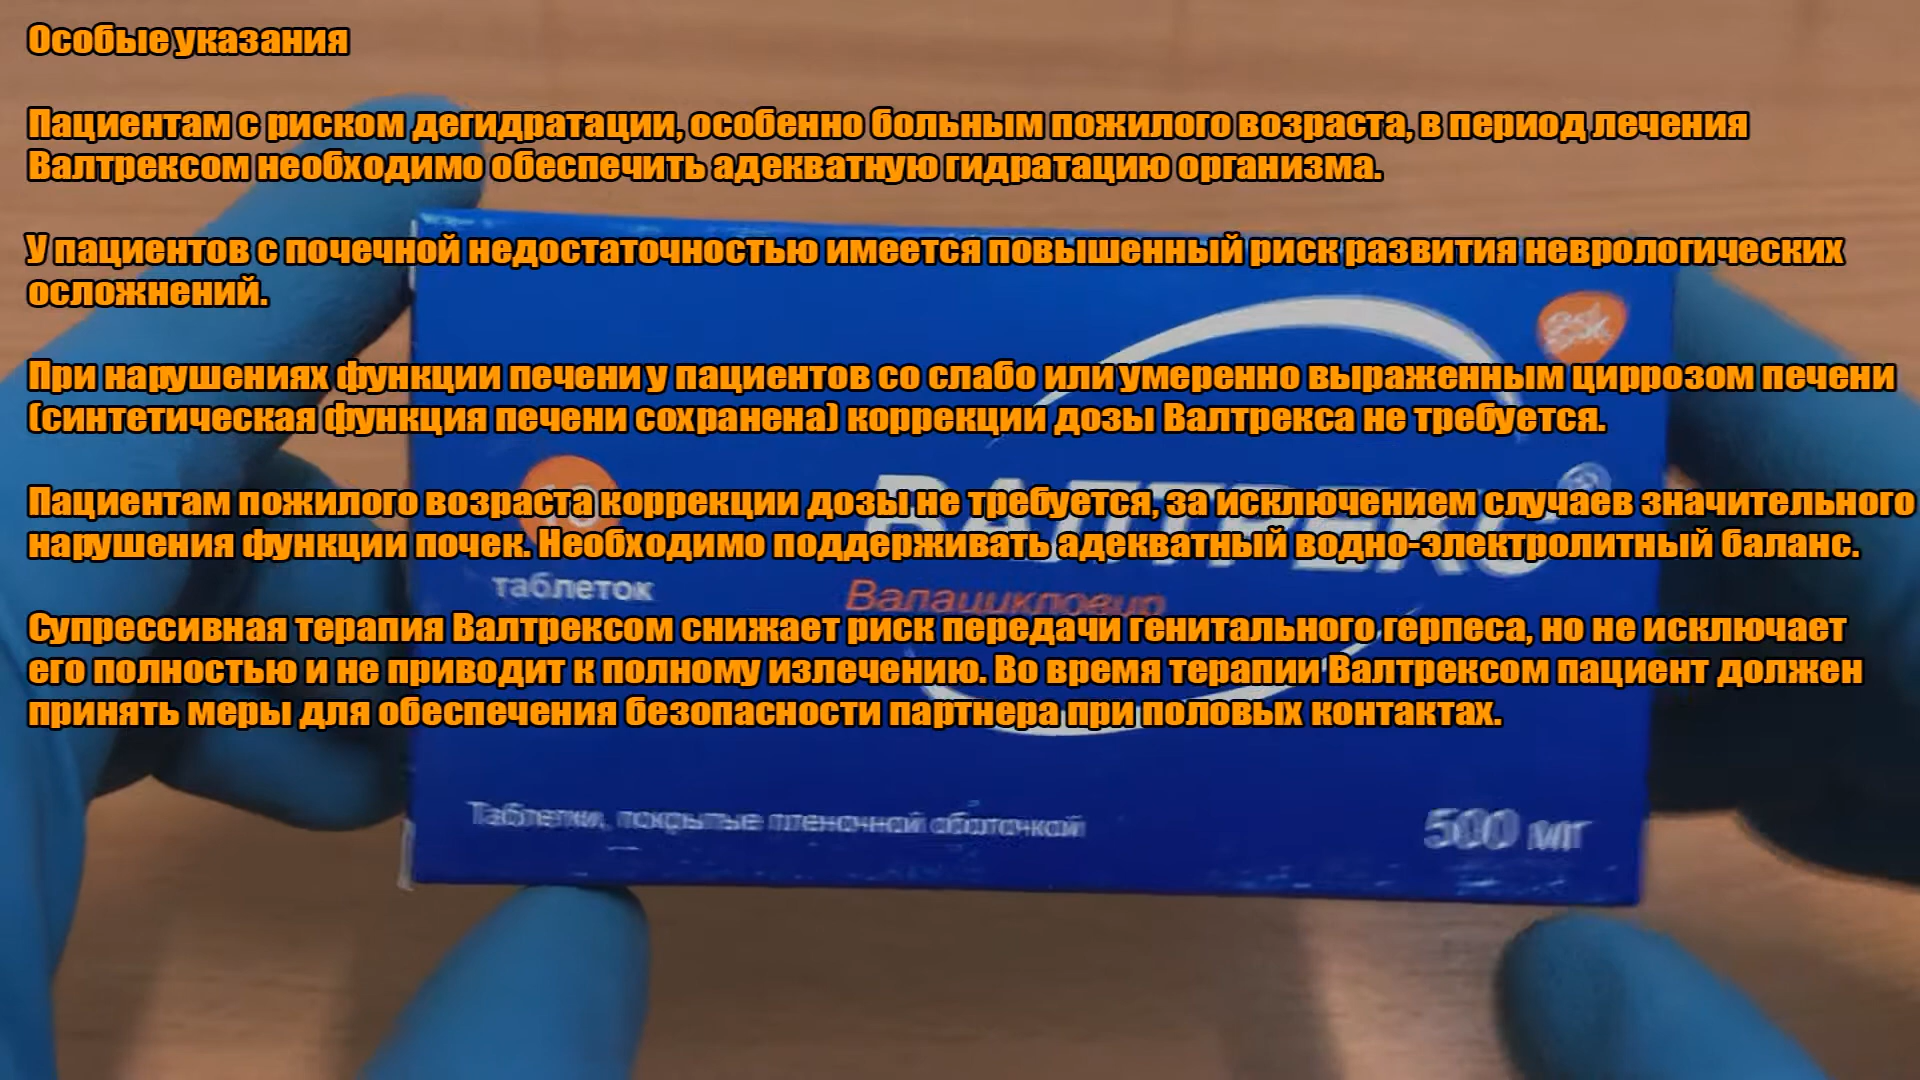 Особые указания
Пациентам с риском дегидратации, особенно больным пожилого возраста, в период лечения
Валтрексом необходимо обеспечить адекватную гидратацию организма.
У пациентов с почечной недостаточностью имеется повышенный риск развития неврологических
осложнений.
gsk
При нарушениях функции печени у пациентов со слабо или умеренно выраженным циррозом печени
(синтетическая функция печени сохранена) коррекции дозы Валтрекса не требуется.
10
ВАЛТРЕКС®
Пациентам пожилого возраста коррекции дозы не требуется, за исключением случаев значительного
нарушения функции почек. Необходимо поддерживать адекватный водно-электролитный баланс.
таблеток
Валацикловир
Супрессивная терапия Валтрексом снижает риск передачи генитального герпеса, но не исключает
его полностью и не приводит к полному излечению. Во время терапии Валтрексом пациент должен
принять меры для обеспечения безопасности партнера при половых контактах.
Таблетки, покрытые пленочной оболочкой
500 мг